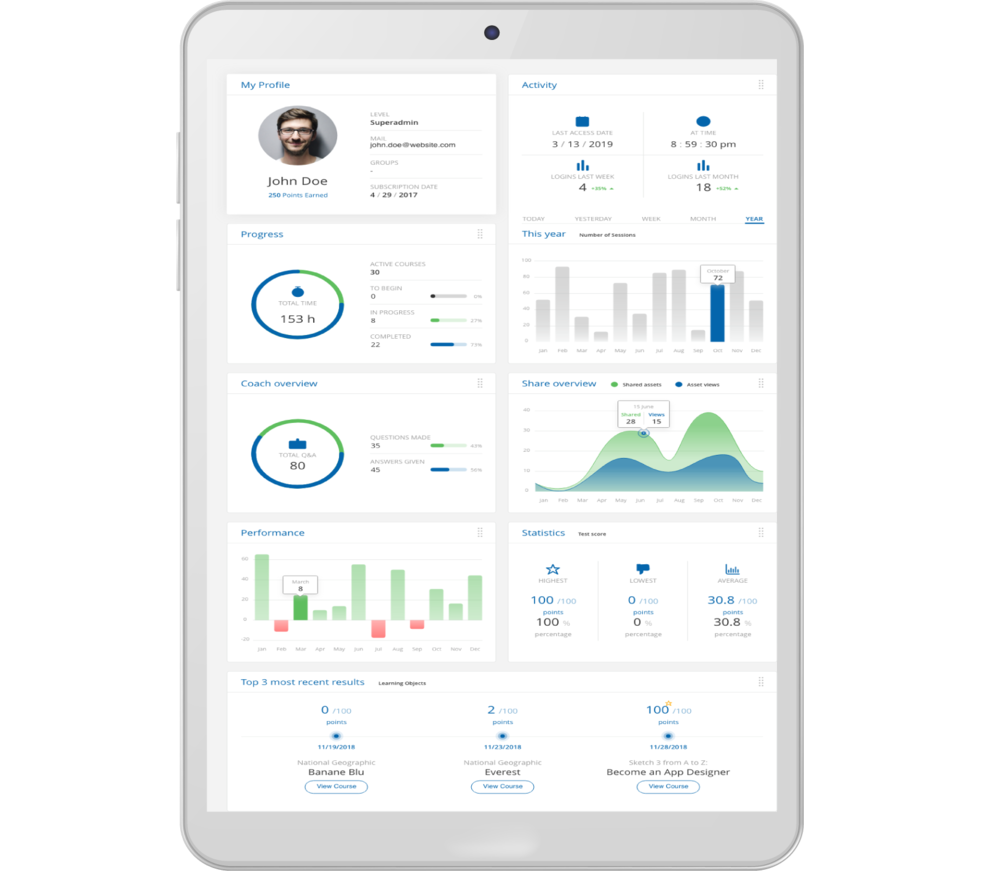 My Profile
LEVEL
Superadmin
MAIL
john.doe@website.com
GROUPS
-
John Doe
250 Points Earned
SUBSCRIPTION DATE
4 / 29 / 2017
Activity
LAST ACCESS DATE
3 / 13 / 2019
AT TIME
8 : 59 : 30 pm
LOGINS LAST WEEK
4 +35%
LOGINS LAST MONTH
18 +53%
TODAY YESTERDAY WEEK MONTH YEAR
This year Number of Sessions
October
72
100
80
60
40
20
0
Jan Feb Mar Apr May Jun Jul Aug Sep Oct Nov Dec
Progress
TOTAL TIME
153 h
ACTIVE COURSES
30
TO BEGIN
0 0%
IN PROGRESS
8 27%
COMPLETED
22 73%
Coach overview
TOTAL Q&A
80
QUESTIONS MADE
35 43%
ANSWERS GIVEN
45
Share overview Shared assets Asset views
15 June
Shared Views
28 15
40
30
20
10
0
Jan Feb Mar Apr May Jun Jul Aug Sep Oct Nov Dec
Performance
March
8
60
40
20
0
-20
Jan Feb Mar Apr May Jun Jul Aug Sep Oct Nov Dec
Statistics Test score
HIGHEST
100 /100
points
100 %
percentage
LOWEST
0 /100
points
0 %
percentage
AVERAGE
30.8 /100
points
30.8 %
percentage
Top 3 most recent results Learning Objects
0 /100
points
11/19/2018
National Geographic
Banane Blu
View Course
2 /100
points
11/23/2018
National Geographic
Everest
View Course
100 /100
points
11/28/2018
Sketch 3 from A to Z:
Become an App Designer
View Course